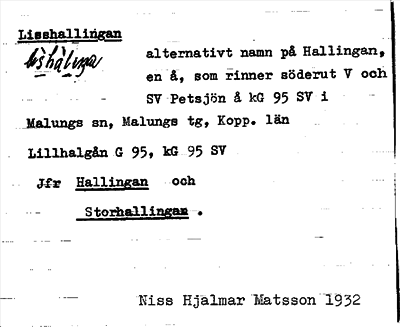 Lisshallingan
alternativt namn på Hallingan,
en å, som rinner söderut V och
SV Petsjön å kG 95 SV i
Malungs sn, Malungs tg, Kopp. län
Lillhalgån G 95, kG 95 SV
Jfr Hallingan och
Storhallingan .
Niss Hjalmar Matsson 1932